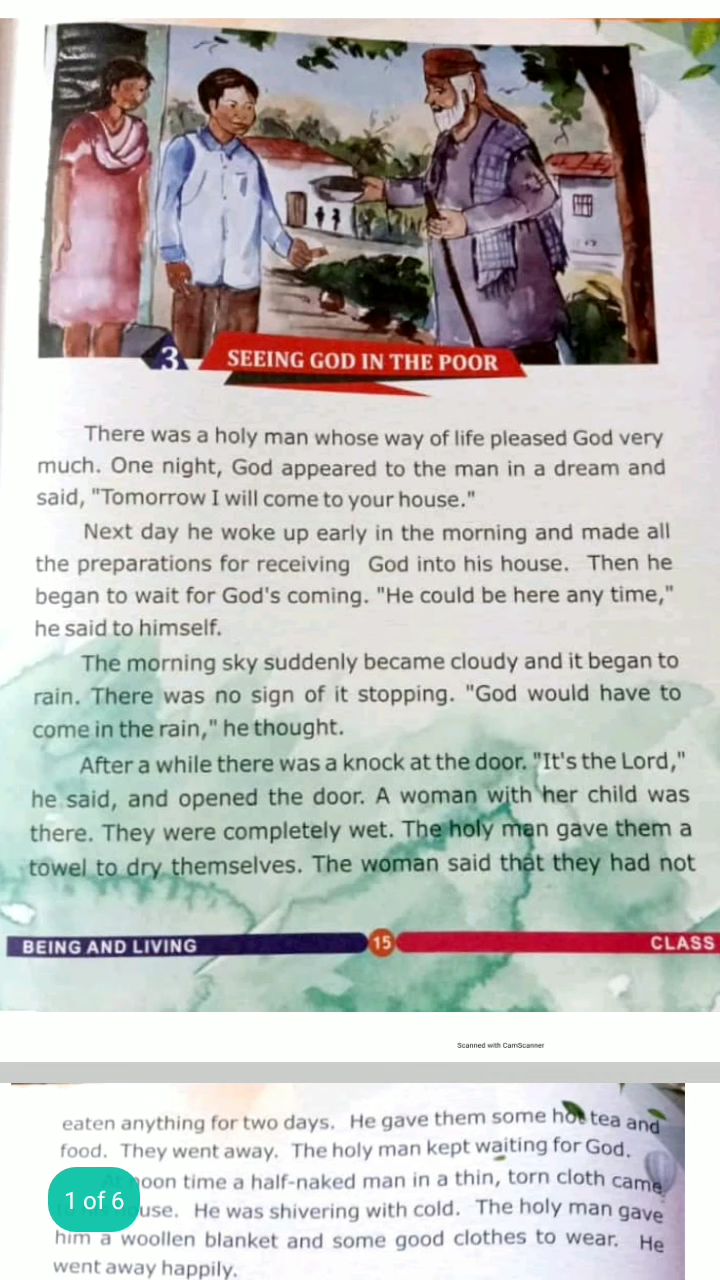 3
SEEING GOD IN THE POOR
There was a holy man whose way of life pleased God very
much. One night, God appeared to the man in a dream and
said, "Tomorrow I will come to your house."
Next day he woke up early in the morning and made all
the preparations for receiving God into his house. Then he
began to wait for God's coming. "He could be here any time,"
he said to himself.
The morning sky suddenly became cloudy and it began to
rain. There was no sign of it stopping. "God would have to
come in the rain," he thought.
After a while there was a knock at the door. "It's the Lord,"
he said, and opened the door. A woman with her child was
there. They were completely wet. The holy man gave them a
towel to dry themselves. The woman said that they had not
BEING AND LIVING
15
CLASS
Scanned with CamScanner
eaten anything for two days. He gave them some hot tea and
food. They went away. The holy man kept waiting for God.
noon time a half-naked man in a thin, torn cloth came
1 of 6
He was shivering with cold. The holy man gave
him a woollen blanket and some good clothes to wear. He
went away happily.